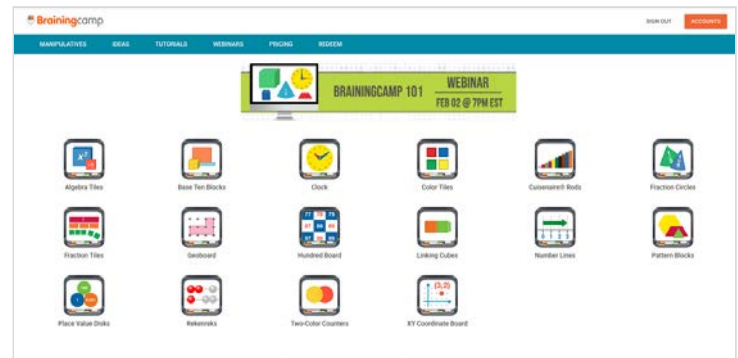 Brainingcamp
SIGN OUT
ACCOUNTS
MANIPULATIVES IDEAS TUTORIALS WEBINARS PRICING REDEEM
BRAININGCAMP 101
WEBINAR
FEB 02 @ 7PM EST
Algebra Tiles Base Ten Blocks Clock Color Tiles Cuisenaire® Rods Fraction Circles
Fraction Tiles Geoboard Hundred Board Linking Cubes Number Lines Pattern Blocks
(3,2)
Place Value Disks Rekenreks Two-Color Counters XY Coordinate Board